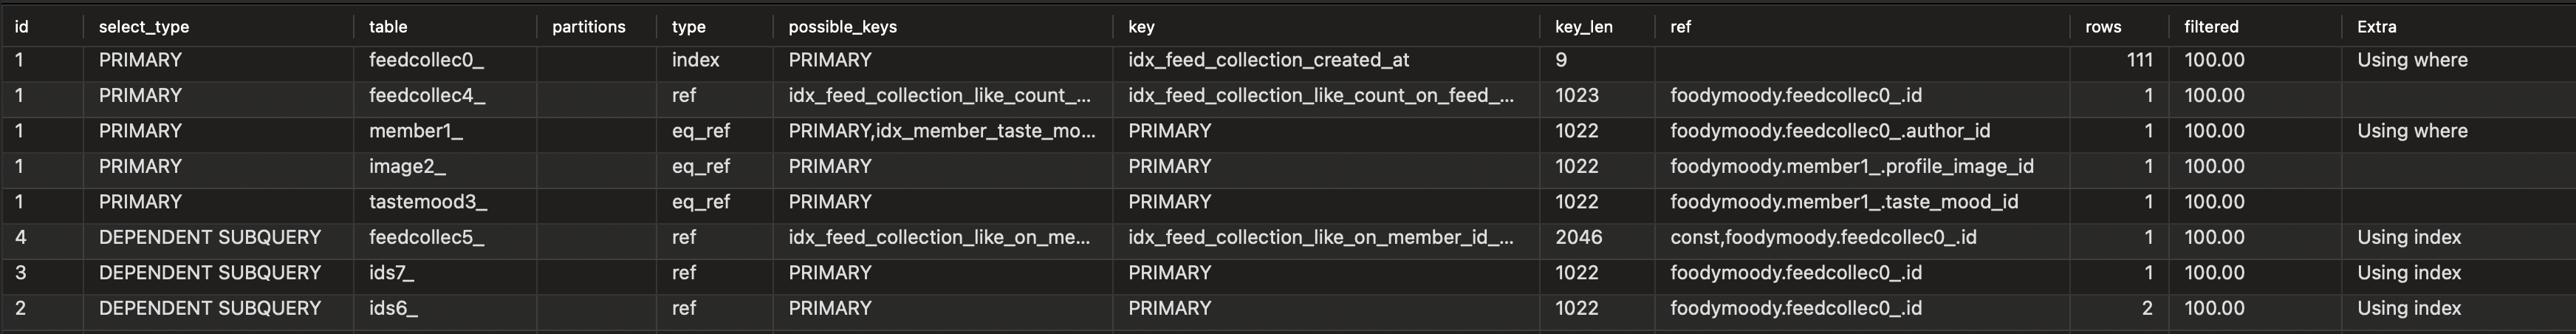 id select_type table partitions type possible_keys key key_len ref rows filtered Extra
1 PRIMARY feedcollec0_ index PRIMARY idx_feed_collection_created_at 9 111 100.00 Using where
1 PRIMARY feedcollec4_ ref idx_feed_collection_like_count_... idx_feed_collection_like_count_on_feed_... 1023 foodymoody.feedcollec0_.id 1 100.00
1 PRIMARY member1_ eq_ref PRIMARY,idx_member_taste_mo... PRIMARY 1022 foodymoody.feedcollec0_.author_id 1 100.00 Using where
1 PRIMARY image2_ eq_ref PRIMARY PRIMARY 1022 foodymoody.member1_.profile_image_id 1 100.00
1 PRIMARY tastemood3_ eq_ref PRIMARY PRIMARY 1022 foodymoody.member1_.taste_mood_id 1 100.00
4 DEPENDENT SUBQUERY feedcollec5_ ref idx_feed_collection_like_on_me... idx_feed_collection_like_on_member_id_... 2046 const,foodymoody.feedcollec0_.id 1 100.00 Using index
3 DEPENDENT SUBQUERY ids7_ ref PRIMARY PRIMARY 1022 foodymoody.feedcollec0_.id 1 100.00 Using index
2 DEPENDENT SUBQUERY ids6_ ref PRIMARY PRIMARY 1022 foodymoody.feedcollec0_.id 2 100.00 Using index